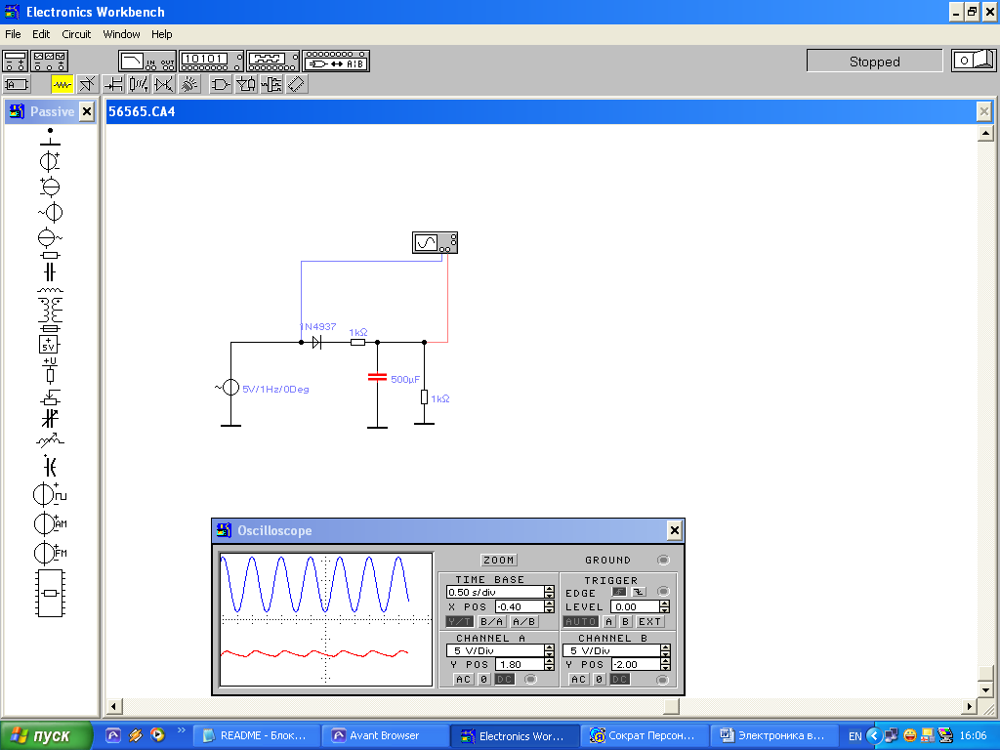 Electronics Workbench
File Edit Circuit Window Help
IN OUT
10101
A|B
Stopped
A
Passive
56565.CA4
5V
+U
AM
FM
1N4937
1kΩ
5V/1Hz/0Deg
500µF
1kΩ
Oscilloscope
ZOOM GROUND
TIME BASE TRIGGER
0.50 s/div EDGE
X POS -0.40 LEVEL 0.00
Y/T B/A A/B AUTO A B EXT
CHANNEL A CHANNEL B
5 V/Div 5 V/Div
Y POS 1.80 Y POS -2.00
AC 0 DC AC 0 DC
пуск
README - Блок...
Avant Browser
Electronics Wor...
Сократ Персон...
Электроника в...
EN
16:06